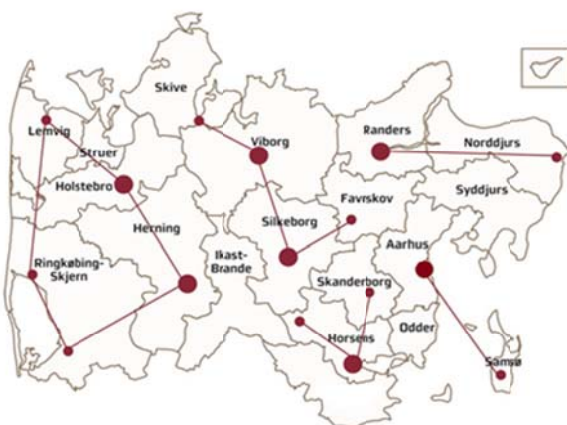 Skive
Lemvig
Struer
Viborg
Randers
Norddjurs
Holstebro
Syddjurs
Favrskov
Herning
Silkeborg
Aarhus
Ringkøbing-
Skjern
Ikast-
Brande
Skanderborg
Odder
Horsens
Samsø